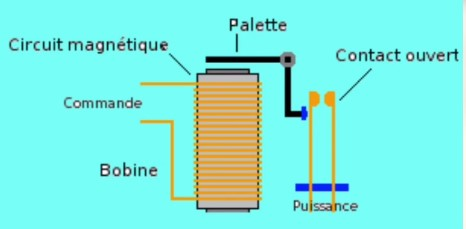 Palette
Circuit magnétique
Contact ouvert
Commande
Bobine
Puissance